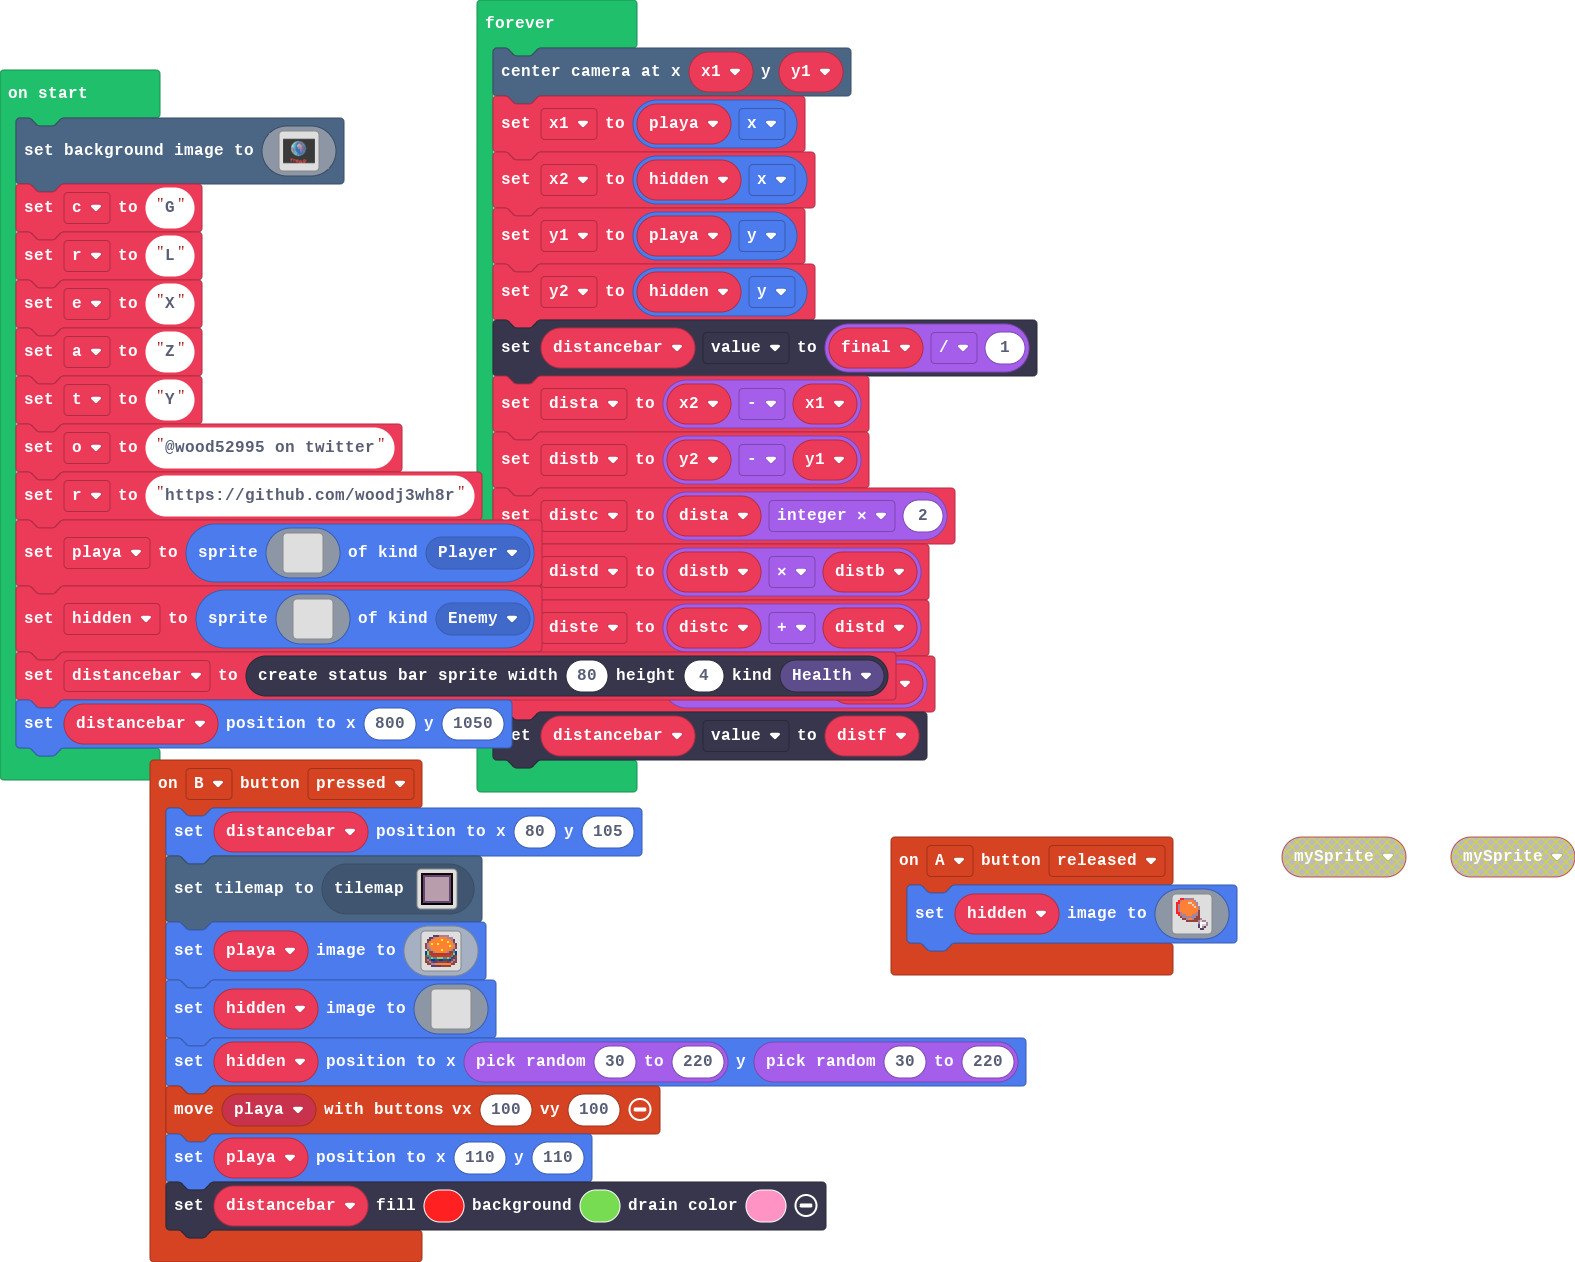 on start
set background image to
set c to "G"
set r to "L"
set e to "X"
set a to "Z"
set t to "Y"
set o to "@wood52995 on twitter"
set r to "https://github.com/woodj3wh8r"
set playa to sprite of kind Player
set hidden to sprite of kind Enemy
set distancebar to create status bar sprite width 80 height 4 kind Health
set distancebar position to x 800 y 1050
forever
center camera at x x1 y y1
set x1 to playa x
set x2 to hidden x
set y1 to playa y
set y2 to hidden y
set distancebar value to final / 1
set dista to x2 - x1
set distb to y2 - y1
set distc to dista integer × 2
distd to distb × distb
diste to distc + distd
set distancebar value to distf
on B button pressed
set distancebar position to x 80 y 105
set tilemap to tilemap
set playa image to
set hidden image to
set hidden position to x pick random 30 to 220 y pick random 30 to 220
move playa with buttons vx 100 vy 100
set playa position to x 110 y 110
set distancebar fill background drain color
on A button released
set hidden image to
mySprite
mySprite